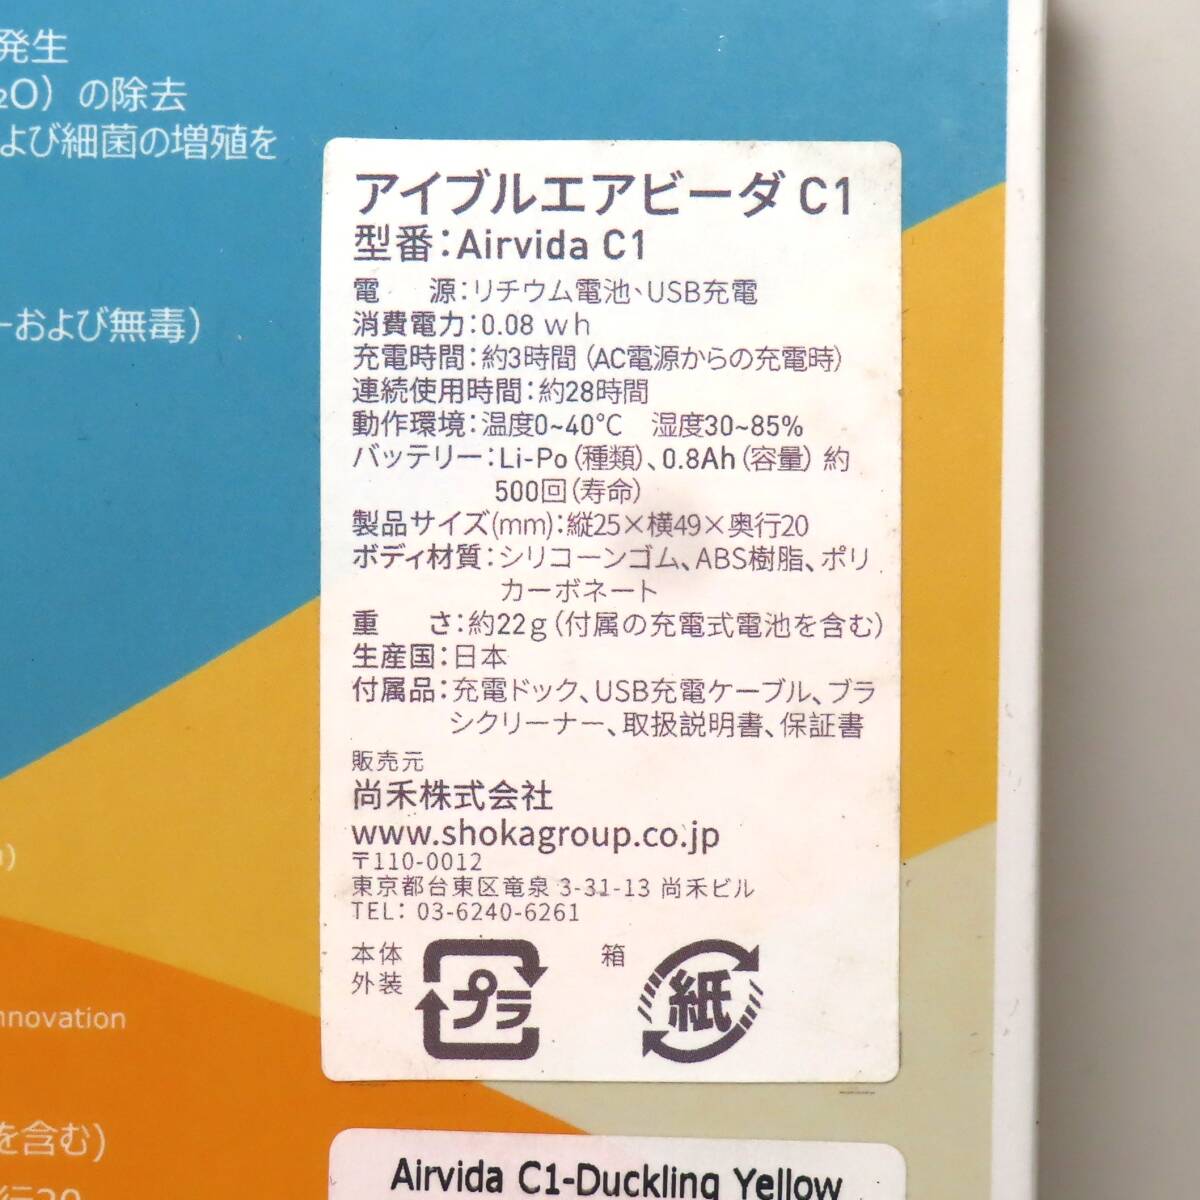 発生
₂O）の除去
よび細菌の増殖を
ーおよび無毒）
アイブルエアビーダ C1
型番：Airvida C1
電　源：リチウム電池、USB充電
消費電力：0.08 wh
充電時間：約3時間（AC電源からの充電時）
連続使用時間：約28時間
動作環境：温度0~40℃　湿度30~85%
バッテリー：Li-Po（種類）、0.8Ah（容量）約
500回（寿命）
製品サイズ(mm)：縦25×横49×奥行20
ボディ材質：シリコーンゴム、ABS樹脂、ポリ
カーボネート
重　さ：約22g（付属の充電式電池を含む）
生産国：日本
付属品：充電ドック、USB充電ケーブル、ブラ
シクリーナー、取扱説明書、保証書
販売元
尚禾株式会社
www.shokagroup.co.jp
〒110-0012
東京都台東区竜泉 3-31-13 尚禾ビル
TEL: 03-6240-6261
本体
外装
プラ
箱
紙
nnovation
を含む）
行20
Airvida C1-Duckling Yellow